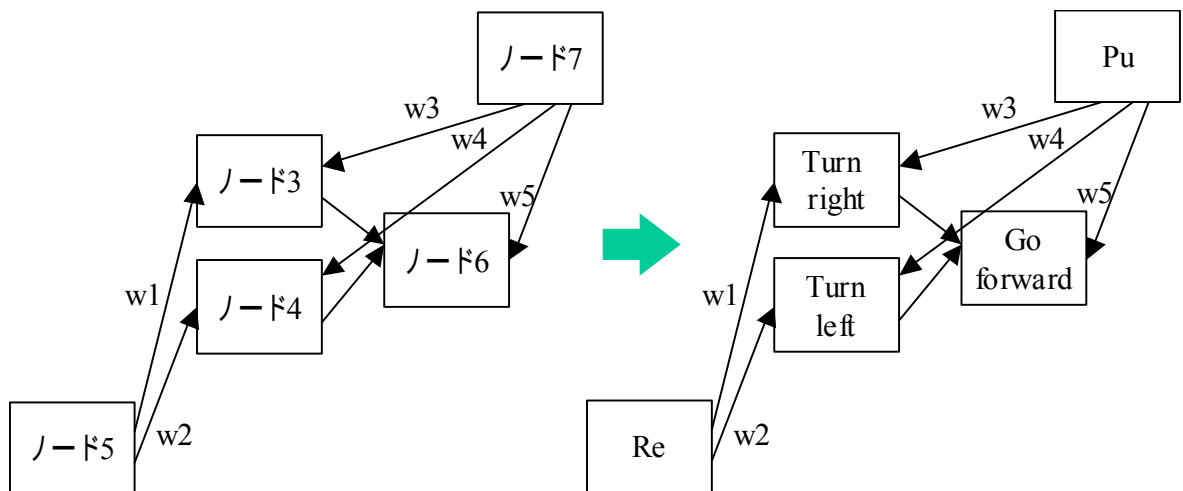 ノード7
w3
w4
ノード3
w5
ノード6
w1
ノード4
w2
ノード5
Pu
w3
w4
Turn
right
w5
Go
forward
w1
Turn
left
w2
Re